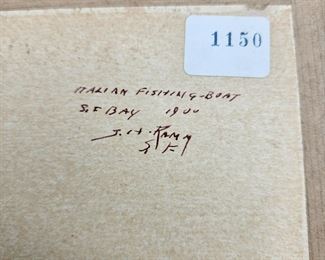 1150
ITALIAN FISHING-BOAT
S.F. BAY 1900
J. H.
S F